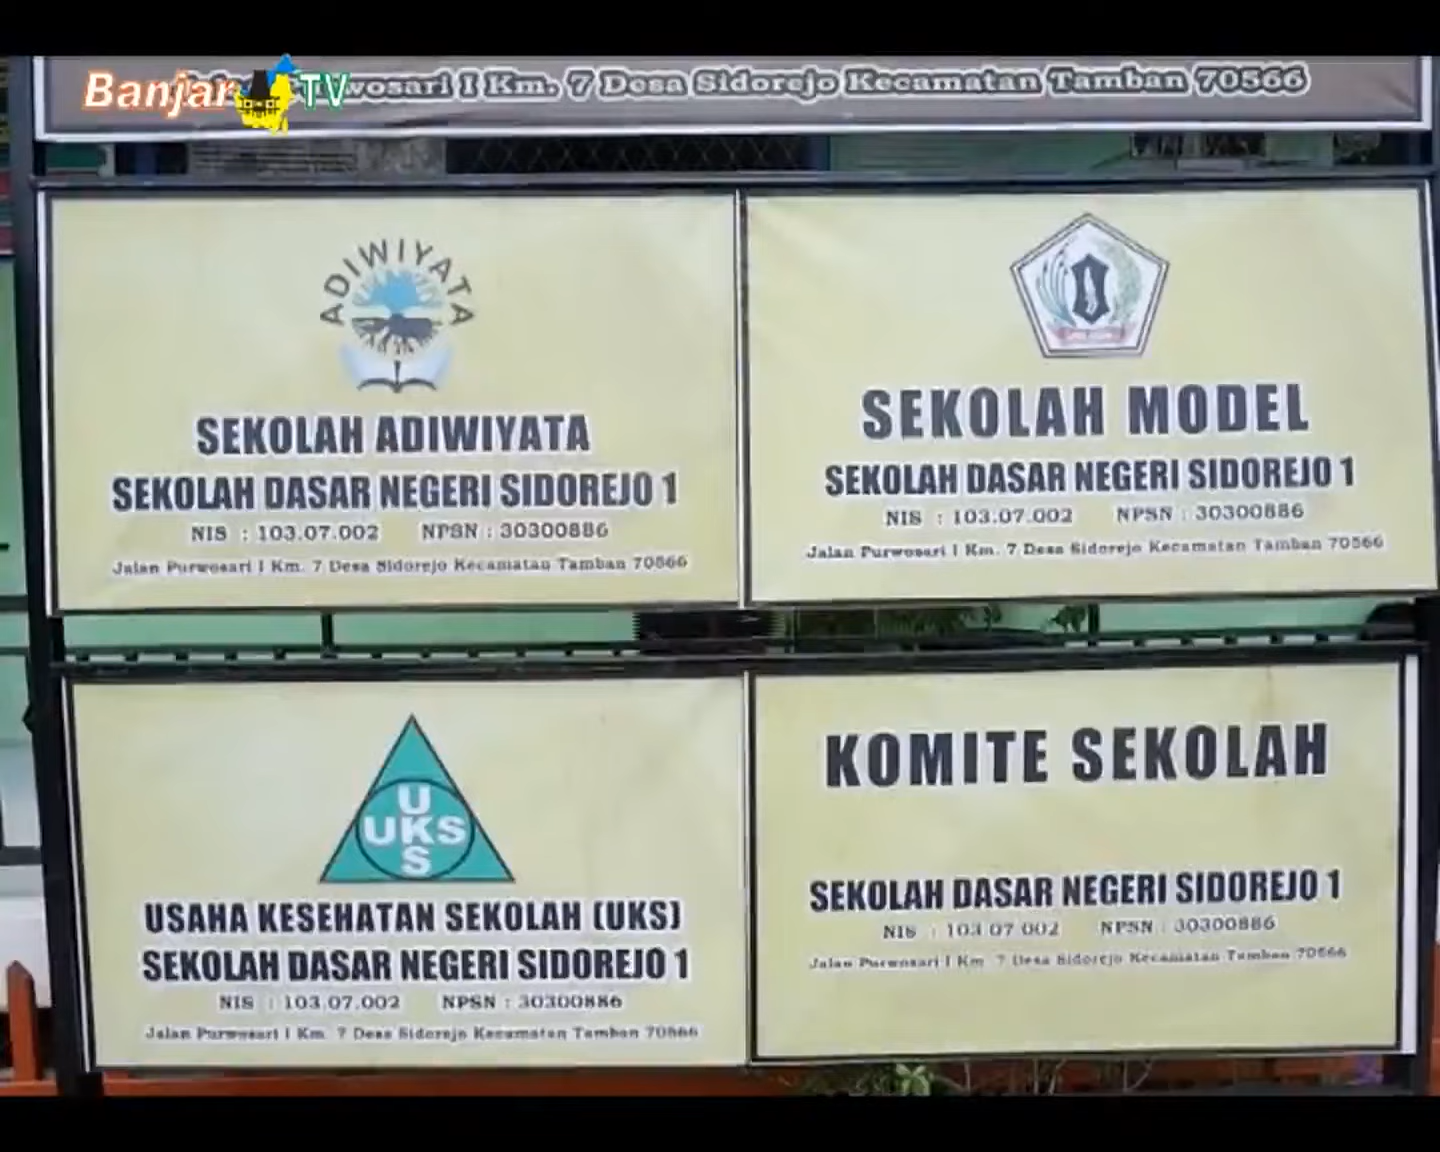 Banjar TV
wosari I Km. 7 Desa Sidorejo Kecamatan Tamban 70566
ADIWIYATA
SEKOLAH ADIWIYATA
SEKOLAH DASAR NEGERI SIDOREJO 1
NIS : 103.07.002 NPSN : 30300886
Jalan Purwosari I Km. 7 Desa Sidorejo Kecamatan Tamban 70566
SEKOLAH MODEL
SEKOLAH DASAR NEGERI SIDOREJO 1
NIS : 103.07.002 NPSN : 30300886
Jalan Purwosari I Km. 7 Desa Sidorejo Kecamatan Tamban 70566
U
UKS
S
USAHA KESEHATAN SEKOLAH (UKS)
SEKOLAH DASAR NEGERI SIDOREJO 1
NIS : 103.07.002 NPSN : 30300886
Jalan Purwosari I Km. 7 Desa Sidorejo Kecamatan Tamban 70566
KOMITE SEKOLAH
SEKOLAH DASAR NEGERI SIDOREJO 1
NIS : 103.07.002 NPSN : 30300886
Jalan Purwosari I Km. 7 Desa Sidorejo Kecamatan Tamban 70566